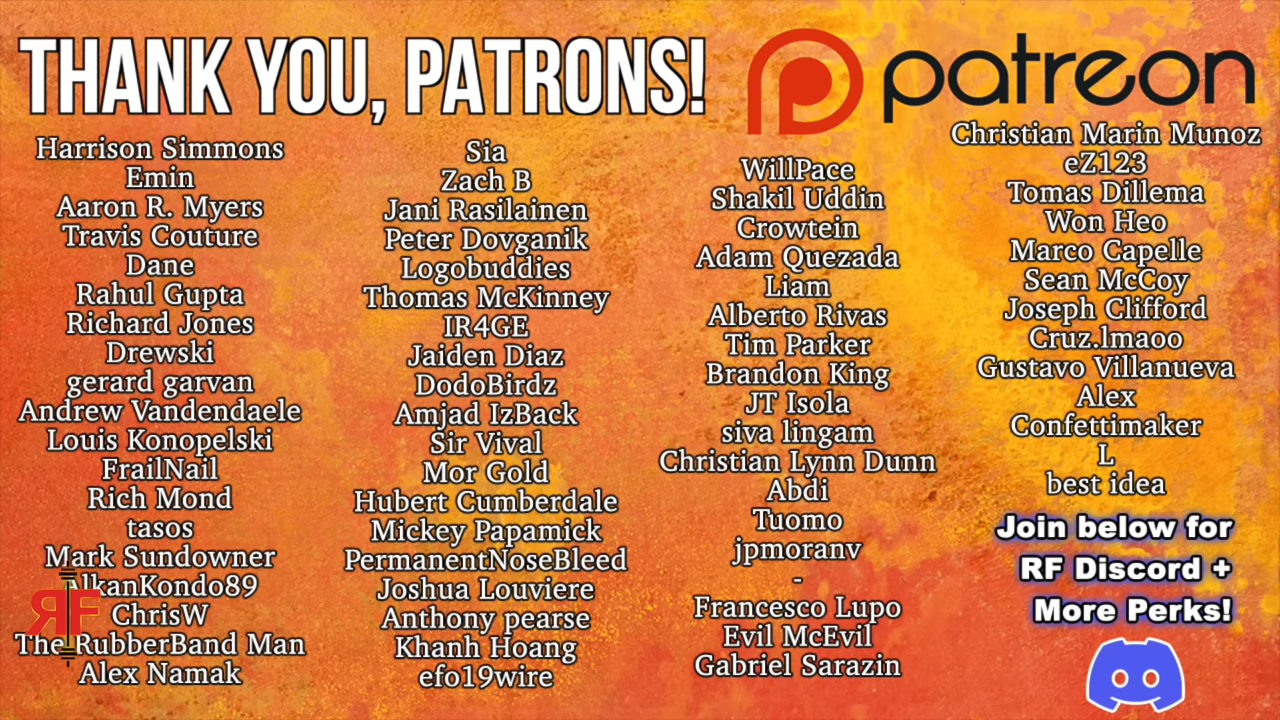 THANK YOU, PATRONS!
patreon
Harrison Simmons
Emin
Aaron R. Myers
Travis Couture
Dane
Rahul Gupta
Richard Jones
Drewski
gerard garvan
Andrew Vandendaele
Louis Konopelski
FrailNail
Rich Mond
tasos
Mark Sundowner
AlkanKondo89
ChrisW
The RubberBand Man
Alex Namak
RF
Sia
Zach B
Jani Rasilainen
Peter Dovganik
Logobuddies
Thomas McKinney
IR4GE
Jaiden Diaz
DodoBirdz
Amjad IzBack
Sir Vival
Mor Gold
Hubert Cumberdale
Mickey Papamick
PermanentNoseBleed
Joshua Louviere
Anthony pearse
Khanh Hoang
efo19wire
WillPace
Shakil Uddin
Crowtein
Adam Quezada
Liam
Alberto Rivas
Tim Parker
Brandon King
JT Isola
siva lingam
Christian Lynn Dunn
Abdi
Tuomo
jpmoranv
-
Francesco Lupo
Evil McEvil
Gabriel Sarazin
Christian Marin Munoz
eZ123
Tomas Dillema
Won Heo
Marco Capelle
Sean McCoy
Joseph Clifford
Cruz.lmaoo
Gustavo Villanueva
Alex
Confettimaker
L
best idea
Join below for
RF Discord +
More Perks!